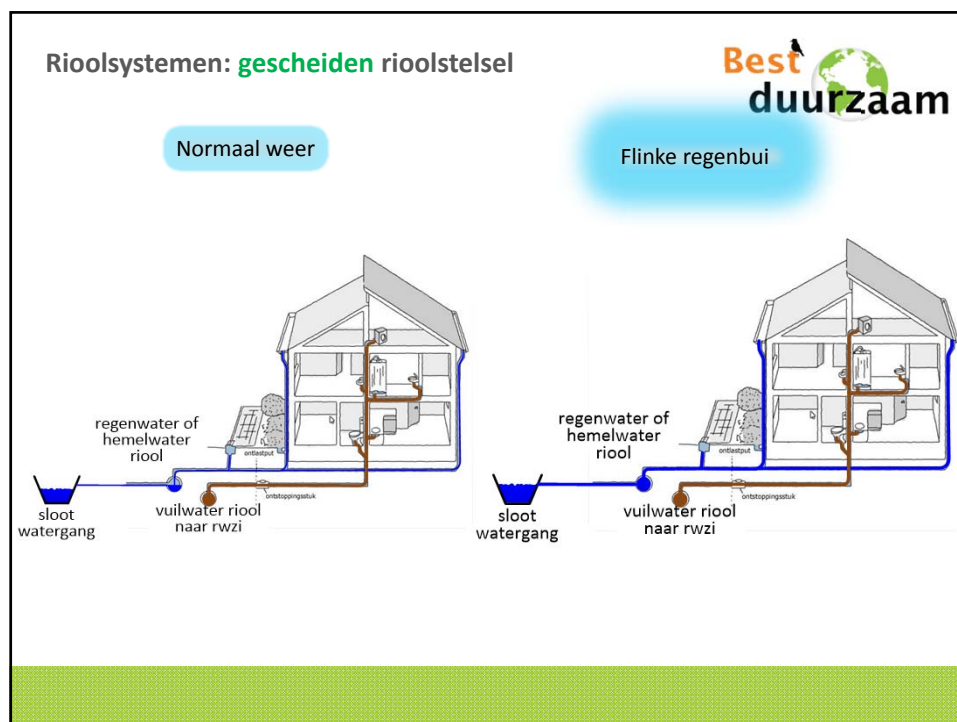 Rioolsystemen: gescheiden rioolstelsel
Best
duurzaam
Normaal weer
Flinke regenbui
regenwater of
hemelwater
riool
ontlastput
ontstoppingsstuk
sloot
watergang
vuilwater riool
naar rwzi
regenwater of
hemelwater
riool
ontlastput
ontstoppingsstuk
sloot
watergang
vuilwater riool
naar rwzi